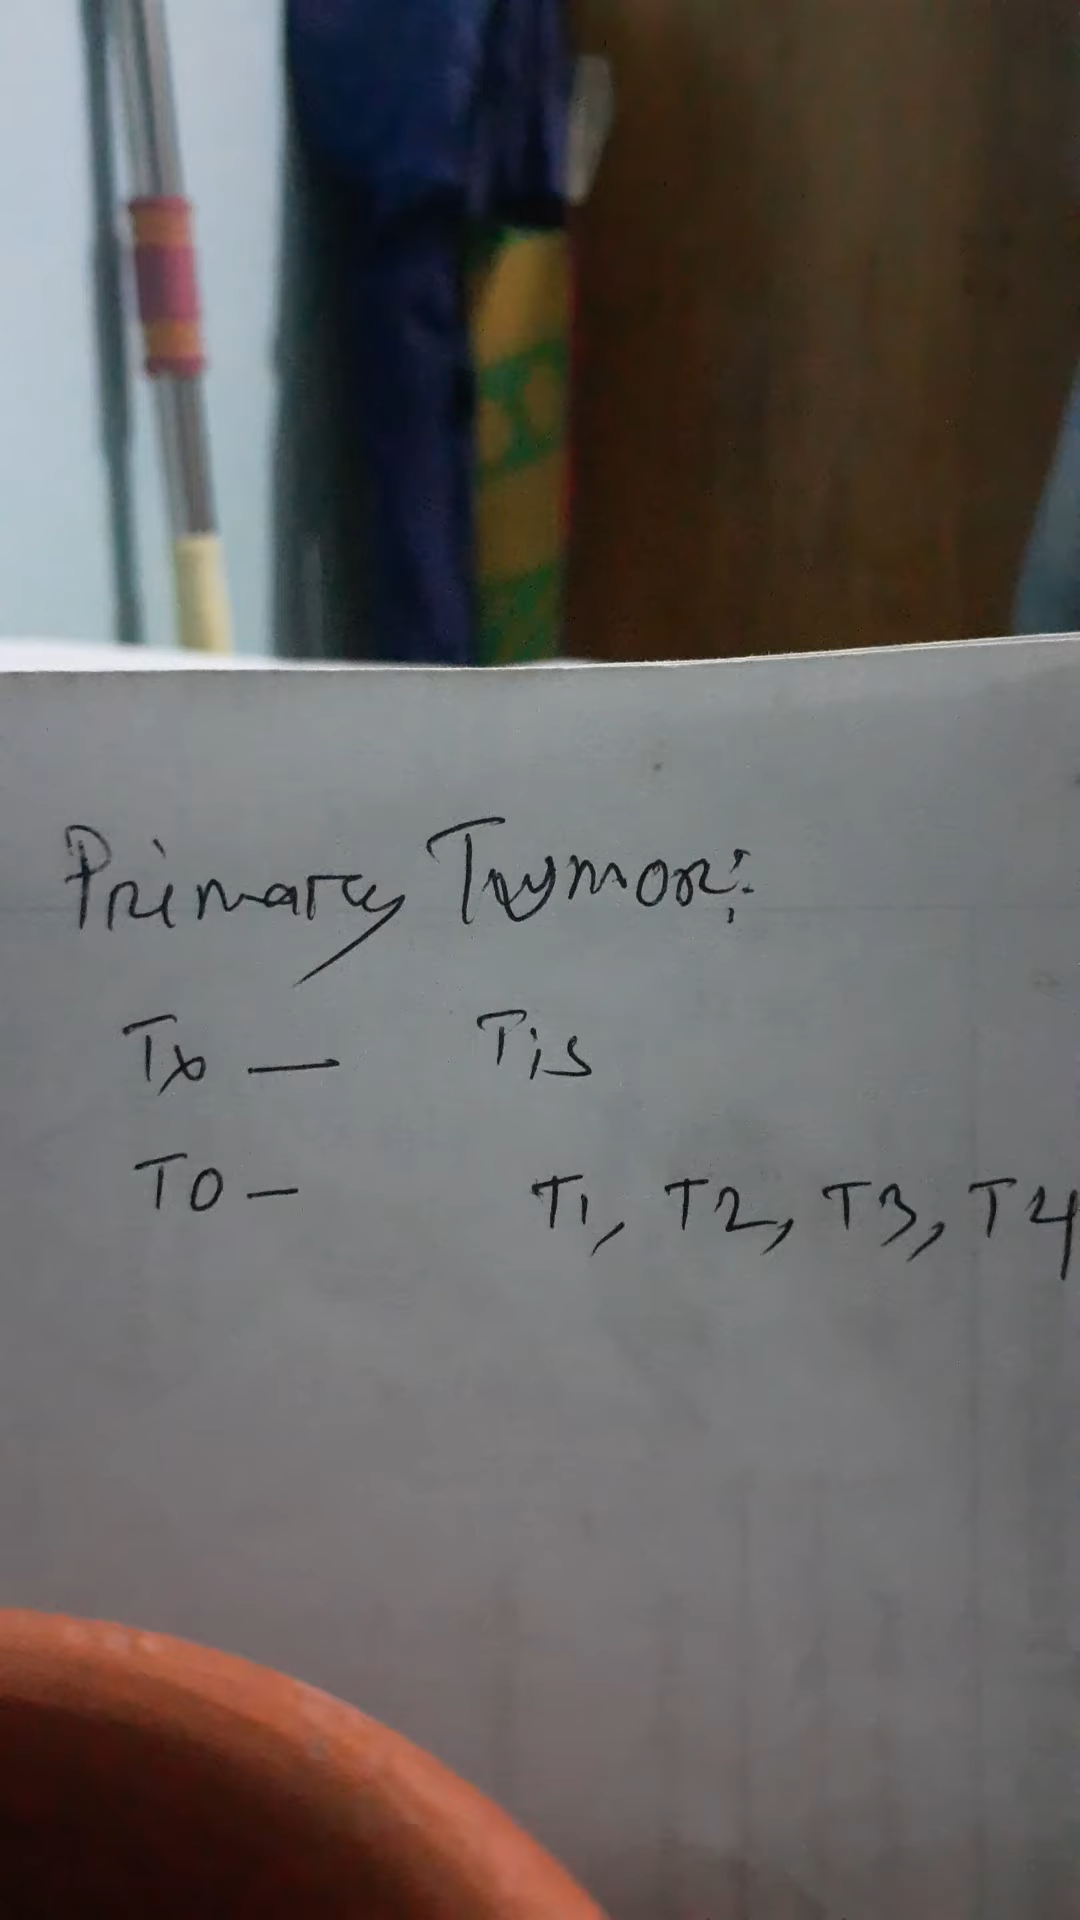 Primary Tumor:
Tx — Tis
T0 — T1, T2, T3, T4